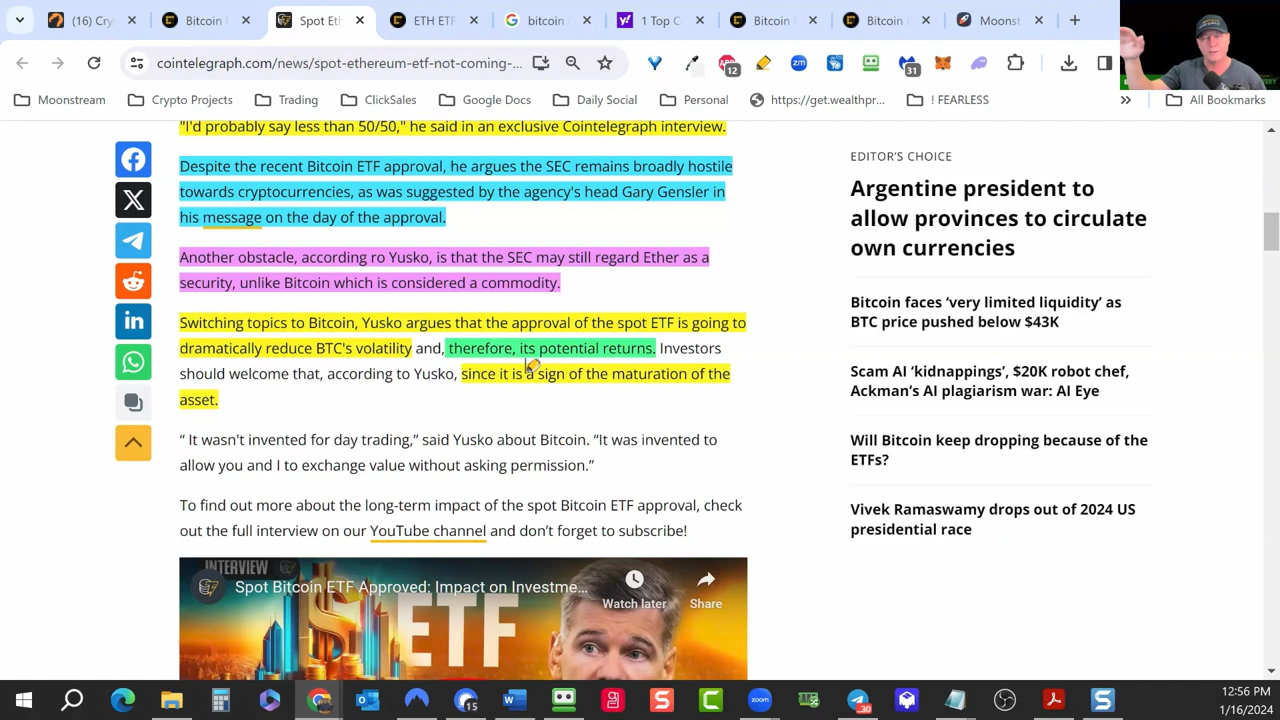 (16) Cry
Bitcoin
Spot Eth
ETH ETF
bitcoin
1 Top C
Bitcoin
Bitcoin
Moonst
cointelegraph.com/news/spot-ethereum-etf-not-coming-...
12
31
Moonstream
Crypto Projects
Trading
ClickSales
Google Docs
Daily Social
Personal
https://get.wealthpr...
! FEARLESS
All Bookmarks
"I'd probably say less than 50/50," he said in an exclusive Cointelegraph interview.
Despite the recent Bitcoin ETF approval, he argues the SEC remains broadly hostile
towards cryptocurrencies, as was suggested by the agency's head Gary Gensler in
his message on the day of the approval.
Another obstacle, according ro Yusko, is that the SEC may still regard Ether as a
security, unlike Bitcoin which is considered a commodity.
Switching topics to Bitcoin, Yusko argues that the approval of the spot ETF is going to
dramatically reduce BTC's volatility and, therefore, its potential returns. Investors
should welcome that, according to Yusko, since it is a sign of the maturation of the
asset.
“ It wasn't invented for day trading,” said Yusko about Bitcoin. “It was invented to
allow you and I to exchange value without asking permission.”
To find out more about the long-term impact of the spot Bitcoin ETF approval, check
out the full interview on our YouTube channel and don’t forget to subscribe!
INTERVIEW
Spot Bitcoin ETF Approved: Impact on Investme...
Watch later
Share
ETF
EDITOR'S CHOICE
Argentine president to
allow provinces to circulate
own currencies
Bitcoin faces ‘very limited liquidity’ as
BTC price pushed below $43K
Scam AI ‘kidnappings’, $20K robot chef,
Ackman’s AI plagiarism war: AI Eye
Will Bitcoin keep dropping because of the
ETFs?
Vivek Ramaswamy drops out of 2024 US
presidential race
15
30
12:56 PM
1/16/2024